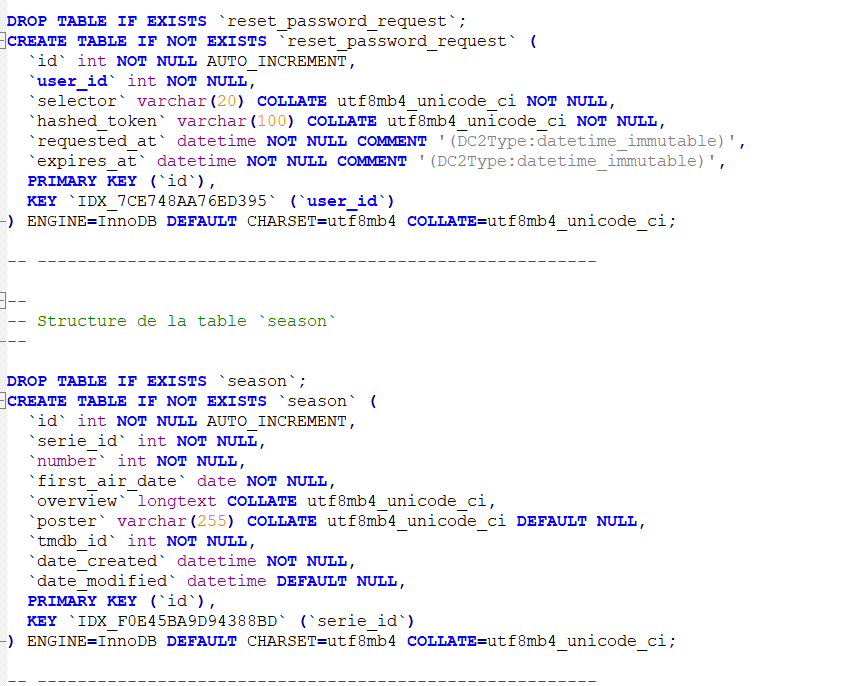 DROP TABLE IF EXISTS `reset_password_request`;
CREATE TABLE IF NOT EXISTS `reset_password_request` (
  `id` int NOT NULL AUTO_INCREMENT,
  `user_id` int NOT NULL,
  `selector` varchar(20) COLLATE utf8mb4_unicode_ci NOT NULL,
  `hashed_token` varchar(100) COLLATE utf8mb4_unicode_ci NOT NULL,
  `requested_at` datetime NOT NULL COMMENT '(DC2Type:datetime_immutable)',
  `expires_at` datetime NOT NULL COMMENT '(DC2Type:datetime_immutable)',
  PRIMARY KEY (`id`),
  KEY `IDX_7CE748AA76ED395` (`user_id`)
) ENGINE=InnoDB DEFAULT CHARSET=utf8mb4 COLLATE=utf8mb4_unicode_ci;
-- --------------------------------------------------------
--
-- Structure de la table `season`
--
DROP TABLE IF EXISTS `season`;
CREATE TABLE IF NOT EXISTS `season` (
  `id` int NOT NULL AUTO_INCREMENT,
  `serie_id` int NOT NULL,
  `number` int NOT NULL,
  `first_air_date` date NOT NULL,
  `overview` longtext COLLATE utf8mb4_unicode_ci,
  `poster` varchar(255) COLLATE utf8mb4_unicode_ci DEFAULT NULL,
  `tmdb_id` int NOT NULL,
  `date_created` datetime NOT NULL,
  `date_modified` datetime DEFAULT NULL,
  PRIMARY KEY (`id`),
  KEY `IDX_F0E45BA9D94388BD` (`serie_id`)
) ENGINE=InnoDB DEFAULT CHARSET=utf8mb4 COLLATE=utf8mb4_unicode_ci;
-- --------------------------------------------------------